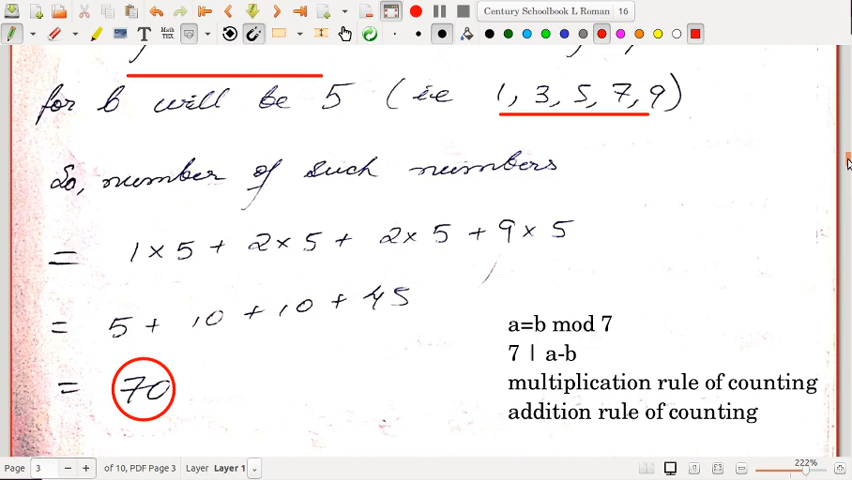 Century Schoolbook L Roman 16
T Math TEX
for b will be 5 (ie 1, 3, 5, 7, 9)
So, number of such numbers
= 1×5 + 2×5 + 2×5 + 9×5
= 5 + 10 + 10 + 45
= 70
a=b mod 7
7 | a-b
multiplication rule of counting
addition rule of counting
Page 3 of 10, PDF Page 3 Layer Layer 1 222%